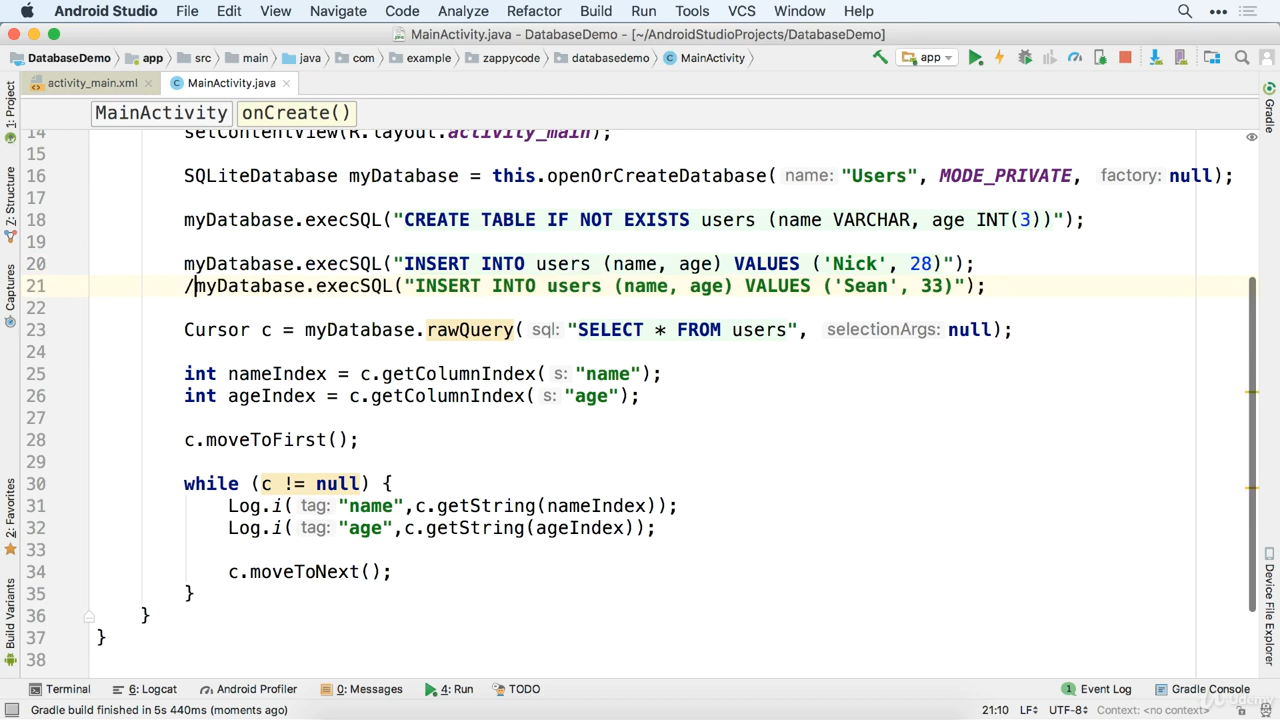 Android Studio File Edit View Navigate Code Analyze Refactor Build Run Tools VCS Window Help
MainActivity.java - DatabaseDemo - [~/AndroidStudioProjects/DatabaseDemo]
DatabaseDemo app src main java com example zappycode databasedemo MainActivity app
activity_main.xml MainActivity.java
MainActivity onCreate()
14 setContentView(R.layout.activity_main);
15
16 SQLiteDatabase myDatabase = this.openOrCreateDatabase( name: "Users", MODE_PRIVATE, factory: null);
17
18 myDatabase.execSQL("CREATE TABLE IF NOT EXISTS users (name VARCHAR, age INT(3))");
19
20 myDatabase.execSQL("INSERT INTO users (name, age) VALUES ('Nick', 28)");
21 /myDatabase.execSQL("INSERT INTO users (name, age) VALUES ('Sean', 33)");
22
23 Cursor c = myDatabase.rawQuery( sql: "SELECT * FROM users", selectionArgs: null);
24
25 int nameIndex = c.getColumnIndex( s: "name");
26 int ageIndex = c.getColumnIndex( s: "age");
27
28 c.moveToFirst();
29
30 while (c != null) {
31 Log.i( tag: "name",c.getString(nameIndex));
32 Log.i( tag: "age",c.getString(ageIndex));
33
34 c.moveToNext();
35 }
36 }
37 }
38
1: Project
7: Structure
Captures
2: Favorites
Build Variants
Gradle
Device File Explorer
Terminal 6: Logcat Android Profiler 0: Messages 4: Run TODO 1 Event Log Gradle Console
Gradle build finished in 5s 440ms (moments ago) 21:10 LF UTF-8 Context: <no context>
Udemy